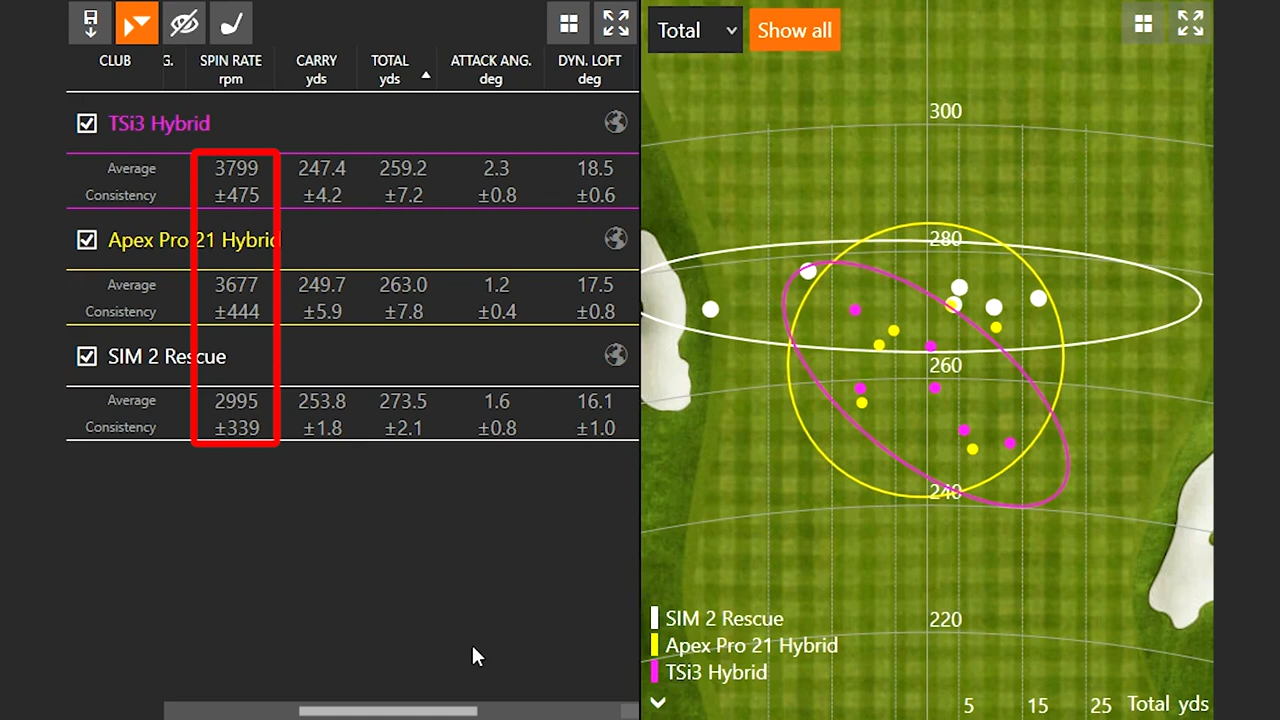 CLUB G. SPIN RATE CARRY TOTAL ATTACK ANG. DYN. LOFT
rpm yds yds deg deg
TSi3 Hybrid
Average 3799 247.4 259.2 2.3 18.5
Consistency ±475 ±4.2 ±7.2 ±0.8 ±0.6
Apex Pro 21 Hybrid
Average 3677 249.7 263.0 1.2 17.5
Consistency ±444 ±5.9 ±7.8 ±0.4 ±0.8
SIM 2 Rescue
Average 2995 253.8 273.5 1.6 16.1
Consistency ±339 ±1.8 ±2.1 ±0.8 ±1.0
Total Show all
300
280
260
240
220
SIM 2 Rescue
Apex Pro 21 Hybrid
TSi3 Hybrid
5 15 25 Total yds